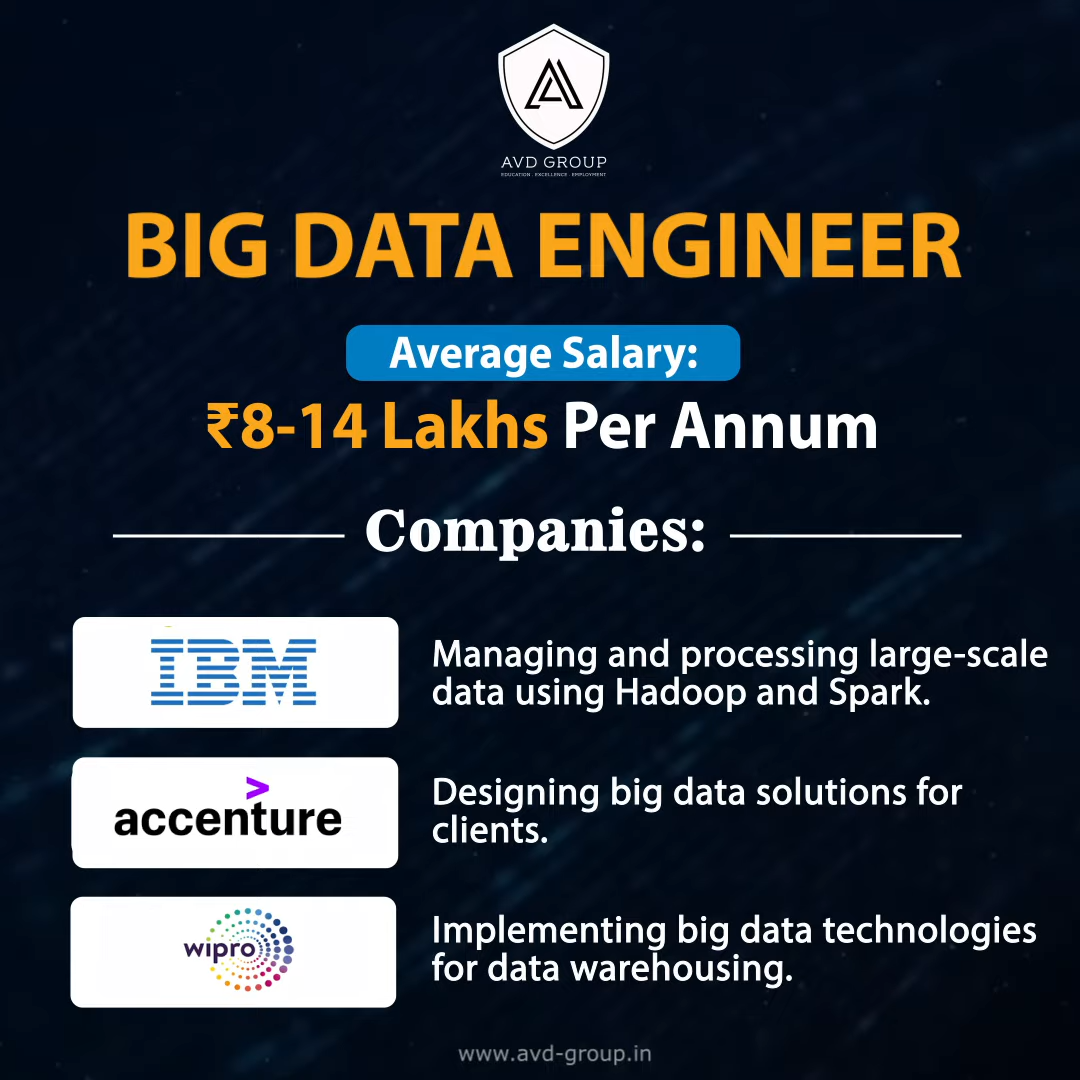 AVD GROUP
EDUCATION . EXCELLENCE . EMPLOYMENT
BIG DATA ENGINEER
Average Salary:
₹8-14 Lakhs Per Annum
Companies:
IBM
Managing and processing large-scale
data using Hadoop and Spark.
>
accenture
Designing big data solutions for
clients.
wipro
Implementing big data technologies
for data warehousing.
www.avd-group.in